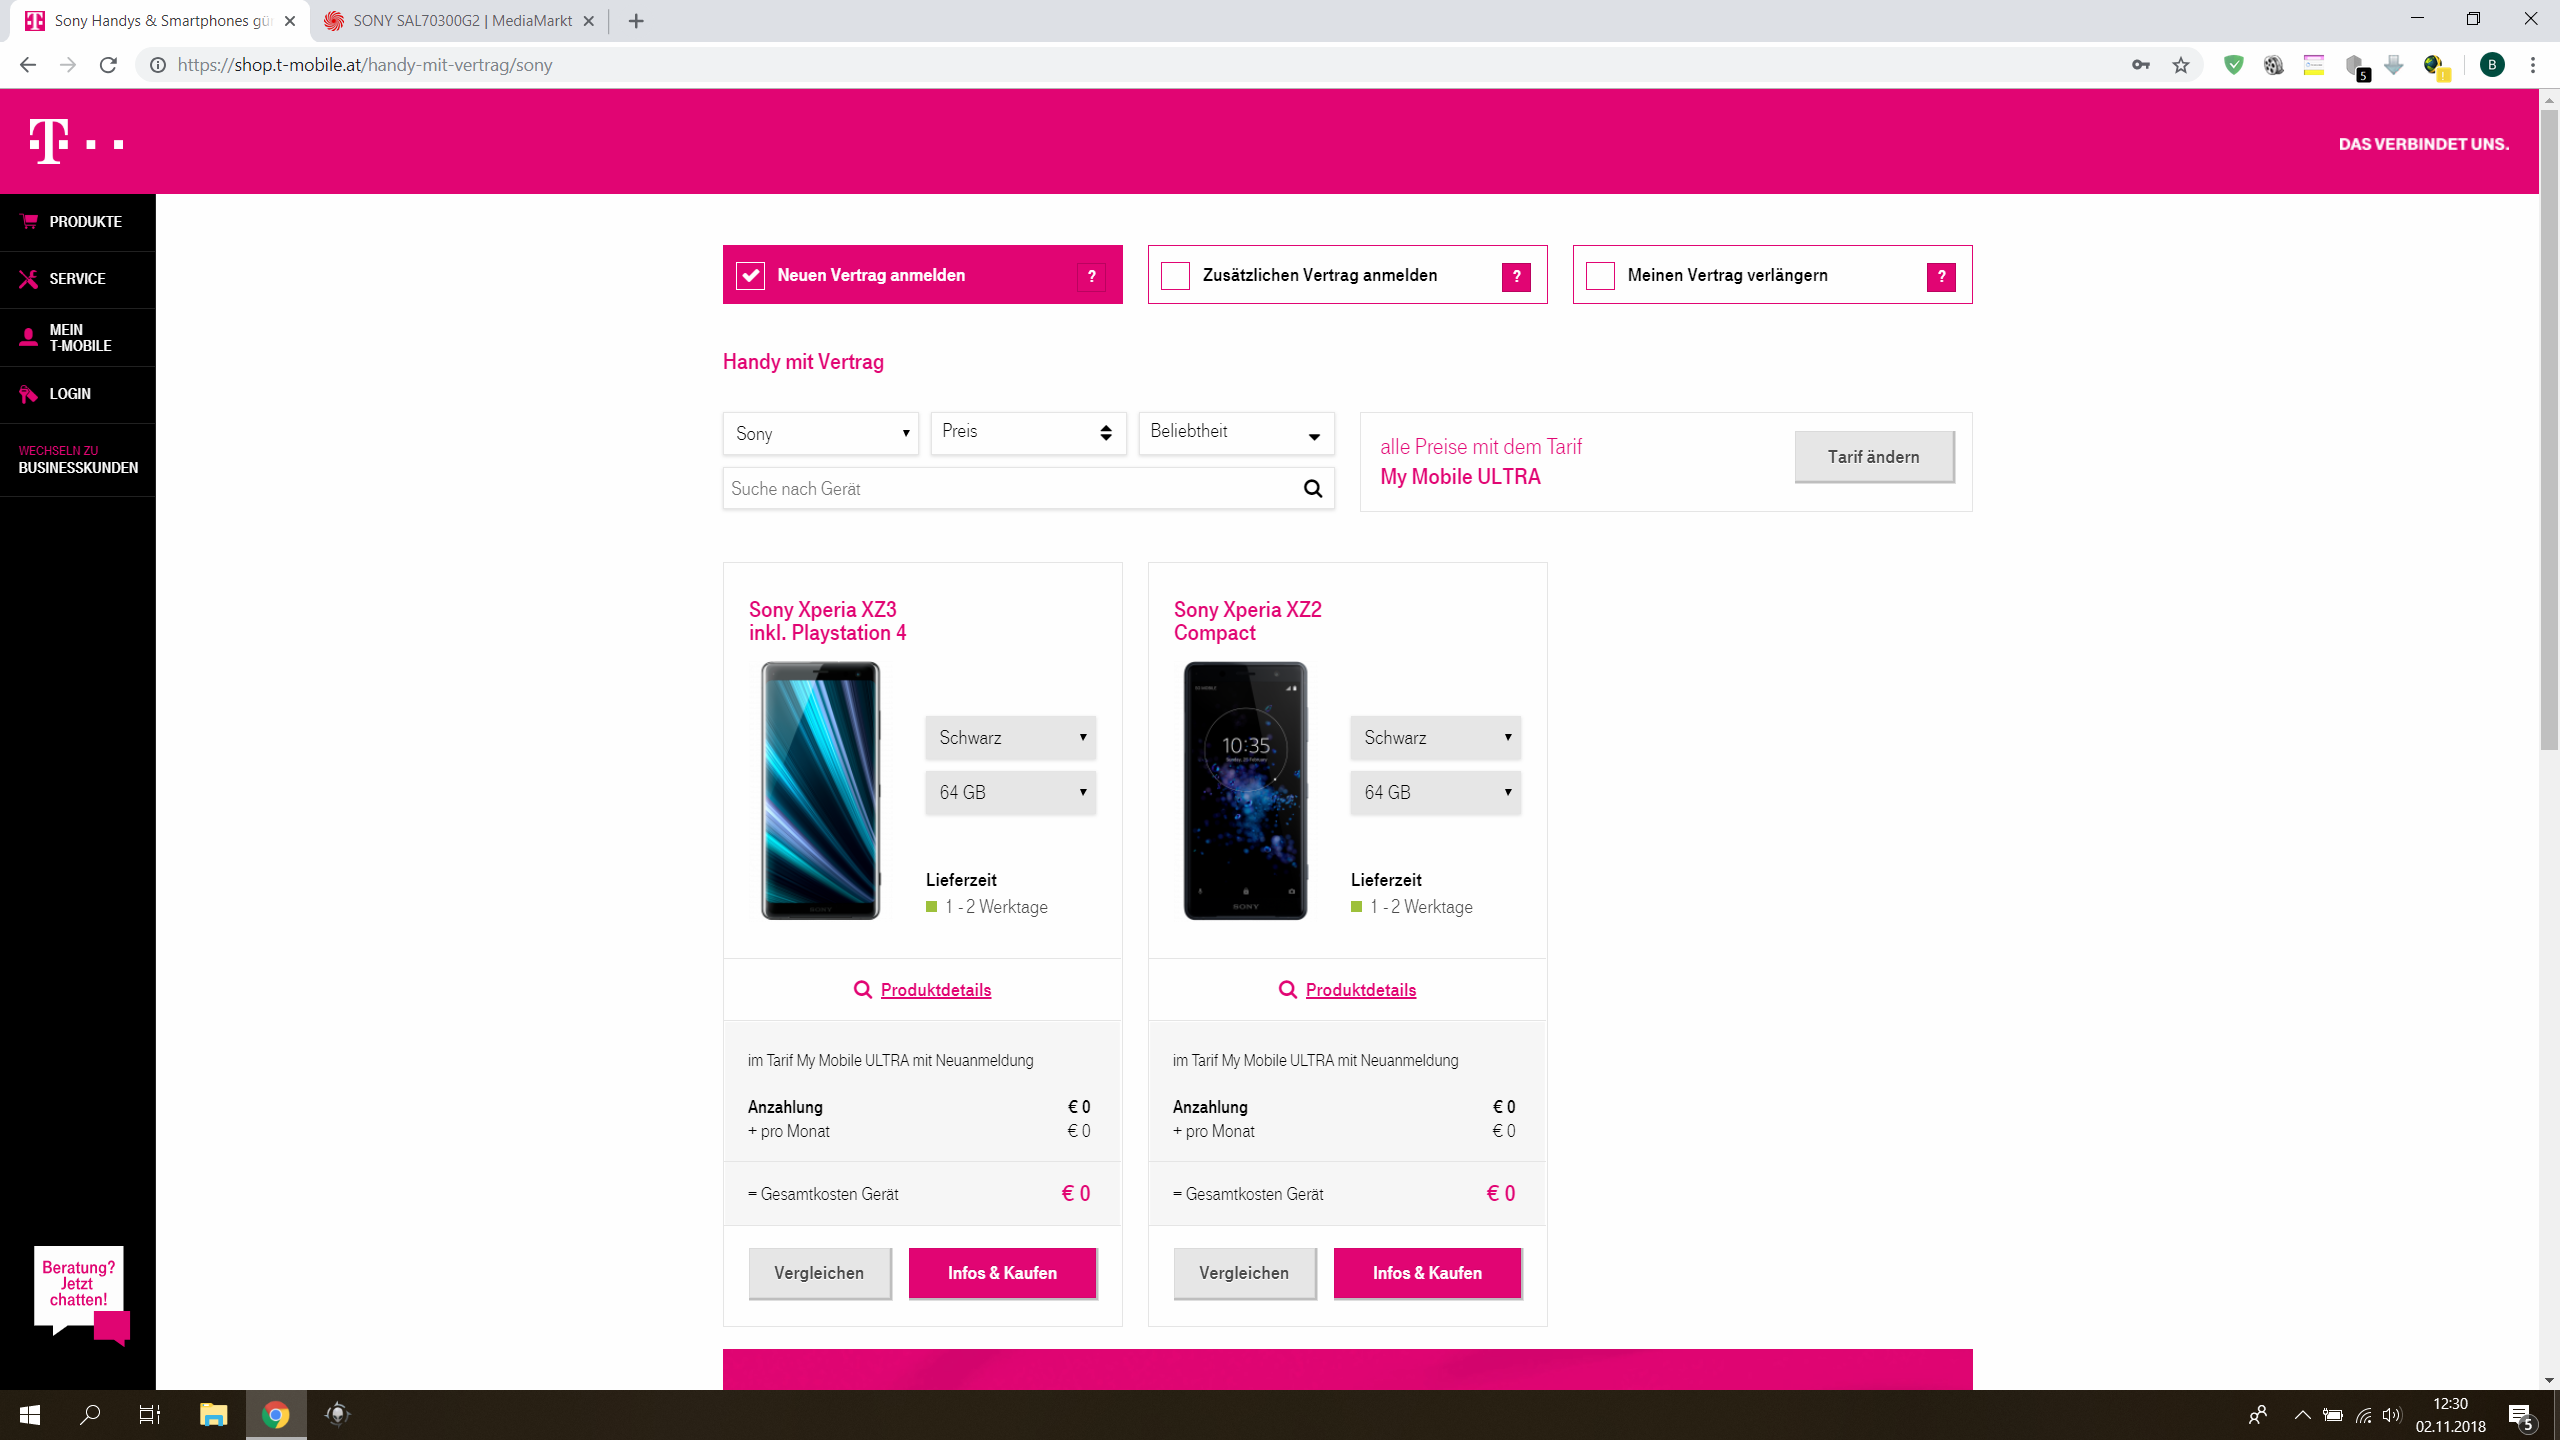 Sony Handys & Smartphones gü
SONY SAL70300G2 | MediaMarkt
https://shop.t-mobile.at/handy-mit-vertrag/sony
5
B
T
DAS VERBINDET UNS.
PRODUKTE
SERVICE
MEIN
T-MOBILE
LOGIN
WECHSELN ZU
BUSINESSKUNDEN
Neuen Vertrag anmelden ?
Zusätzlichen Vertrag anmelden ?
Meinen Vertrag verlängern ?
Handy mit Vertrag
Sony
Preis
Beliebtheit
Suche nach Gerät
alle Preise mit dem Tarif
My Mobile ULTRA
Tarif ändern
Sony Xperia XZ3
inkl. Playstation 4
SONY
Schwarz
64 GB
Lieferzeit
1 - 2 Werktage
Produktdetails
im Tarif My Mobile ULTRA mit Neuanmeldung
Anzahlung € 0
+ pro Monat € 0
= Gesamtkosten Gerät € 0
Vergleichen
Infos & Kaufen
Sony Xperia XZ2
Compact
10:35
SONY
Schwarz
64 GB
Lieferzeit
1 - 2 Werktage
Produktdetails
im Tarif My Mobile ULTRA mit Neuanmeldung
Anzahlung € 0
+ pro Monat € 0
= Gesamtkosten Gerät € 0
Vergleichen
Infos & Kaufen
Beratung?
Jetzt
chatten!
12:30
02.11.2018
5